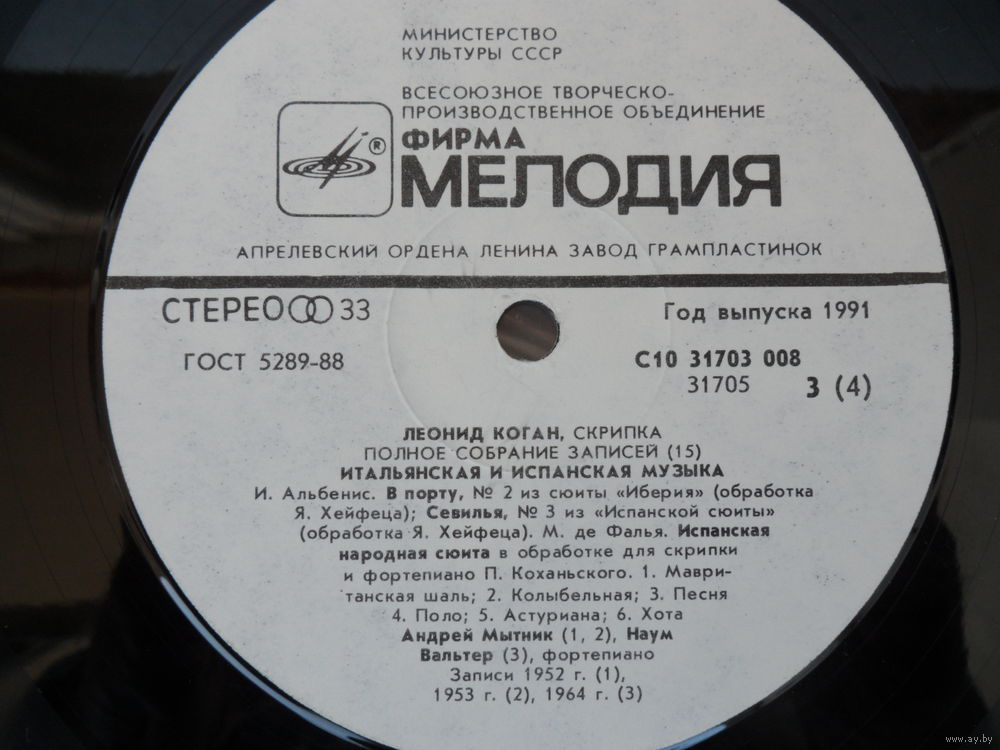 МИНИСТЕРСТВО
КУЛЬТУРЫ СССР
ВСЕСОЮЗНОЕ ТВОРЧЕСКО-
ПРОИЗВОДСТВЕННОЕ ОБЪЕДИНЕНИЕ
®
ФИРМА
МЕЛОДИЯ
АПРЕЛЕВСКИЙ ОРДЕНА ЛЕНИНА ЗАВОД ГРАМПЛАСТИНОК
СТЕРЕО 33
Год выпуска 1991
ГОСТ 5289-88
С10 31703 008
31705
3 (4)
ЛЕОНИД КОГАН, СКРИПКА
ПОЛНОЕ СОБРАНИЕ ЗАПИСЕЙ (15)
ИТАЛЬЯНСКАЯ И ИСПАНСКАЯ МУЗЫКА
И. Альбенис. В порту, № 2 из сюиты «Иберия» (обработка
Я. Хейфеца); Севилья, № 3 из «Испанской сюиты»
(обработка Я. Хейфеца). М. де Фалья. Испанская
народная сюита в обработке для скрипки
и фортепиано П. Коханьского. 1. Маври-
танская шаль; 2. Колыбельная; 3. Песня
4. Поло; 5. Астуриана; 6. Хота
Андрей Мытник (1, 2), Наум
Вальтер (3), фортепиано
Записи 1952 г. (1),
1953 г. (2), 1964 г. (3)
www.ay.by